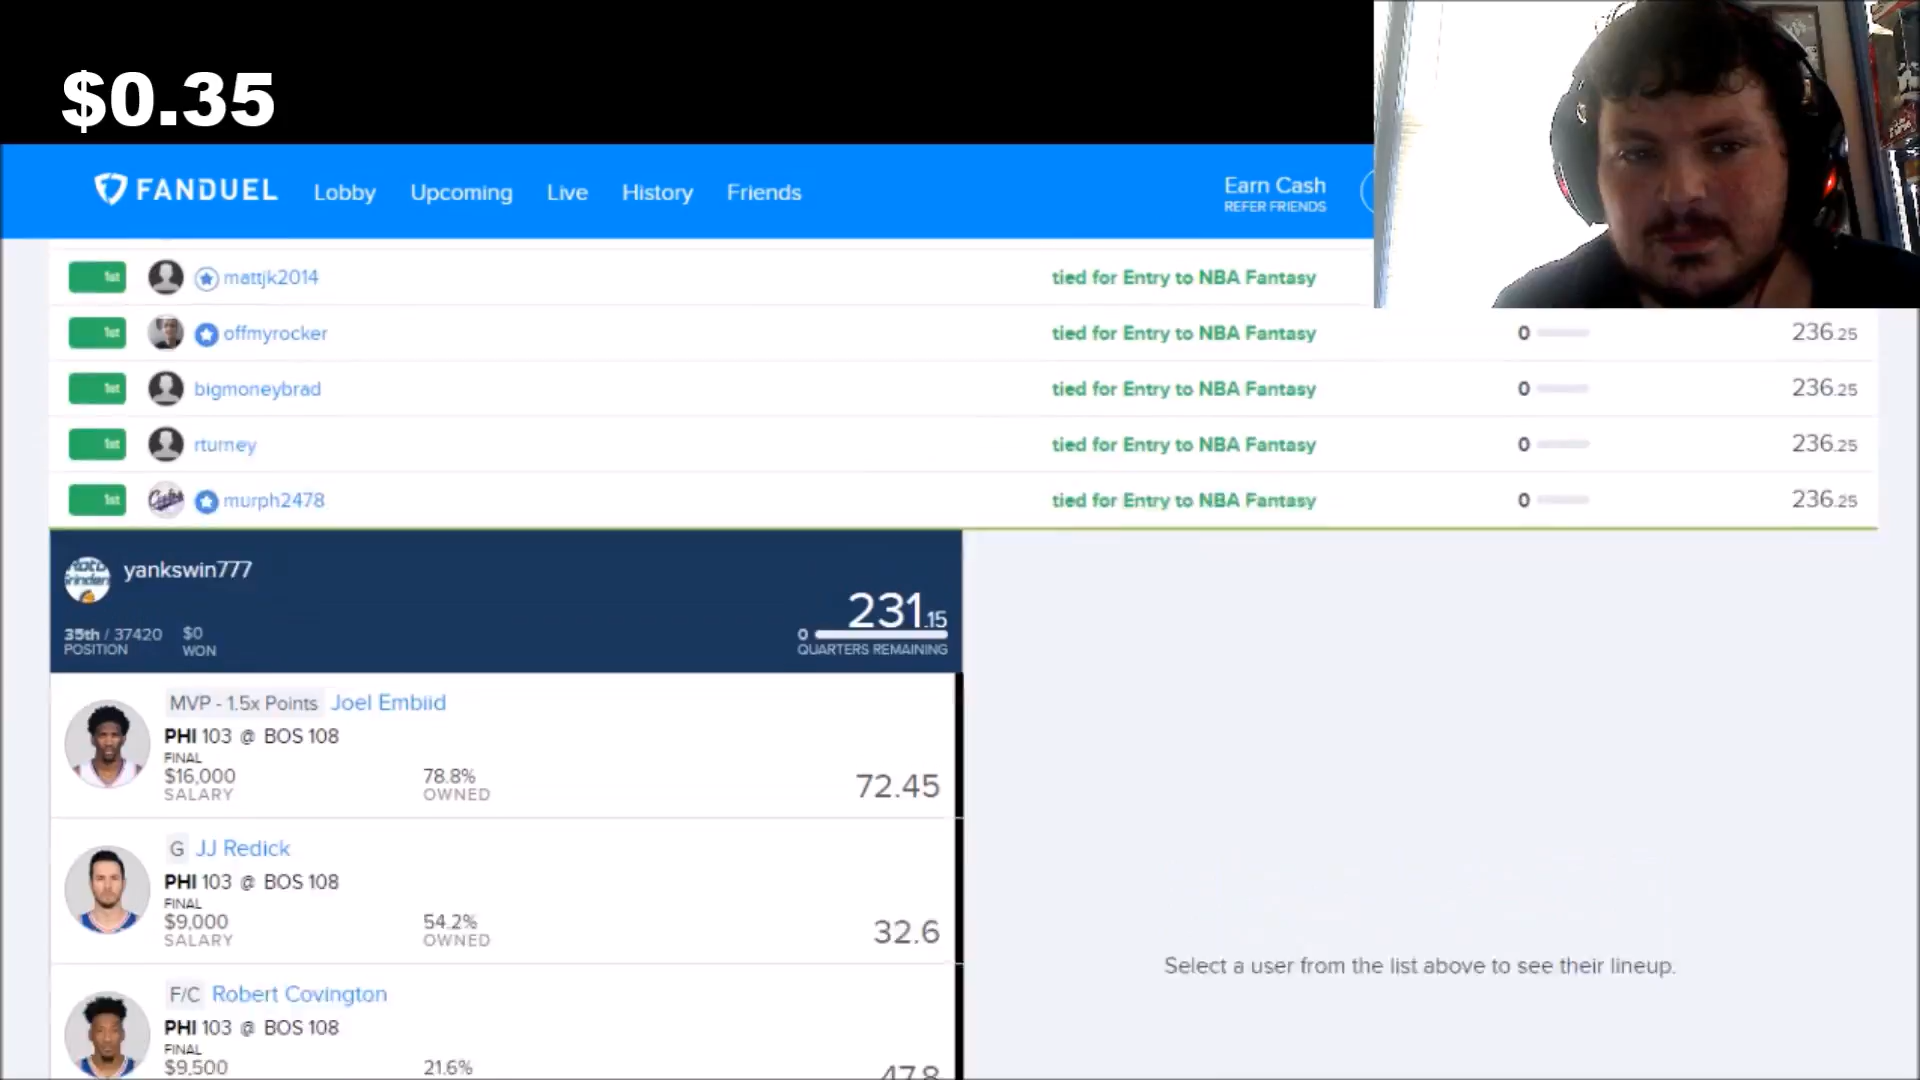 $0.35
FANDUEL Lobby Upcoming Live History Friends Earn Cash
REFER FRIENDS
1st mattjk2014 tied for Entry to NBA Fantasy
1st offmyrocker tied for Entry to NBA Fantasy 0 236.25
1st bigmoneybrad tied for Entry to NBA Fantasy 0 236.25
1st rturney tied for Entry to NBA Fantasy 0 236.25
1st murph2478 tied for Entry to NBA Fantasy 0 236.25
yankswin777
231.15
35th / 37420 $0 0
POSITION WON QUARTERS REMAINING
MVP - 1.5x Points Joel Embiid
PHI 103 @ BOS 108
FINAL
$16,000 78.8% 72.45
SALARY OWNED
G JJ Redick
PHI 103 @ BOS 108
FINAL
$9,000 54.2% 32.6
SALARY OWNED
Select a user from the list above to see their lineup.
F/C Robert Covington
PHI 103 @ BOS 108
FINAL
$9,500 21.6% 47.8